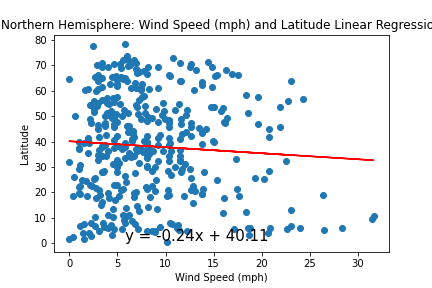 Northern Hemisphere: Wind Speed (mph) and Latitude Linear Regressio
80
70
60
50
40
30
20
10
0
Latitude
y = -0.24x + 40.11
0 5 10 15 20 25 30
Wind Speed (mph)